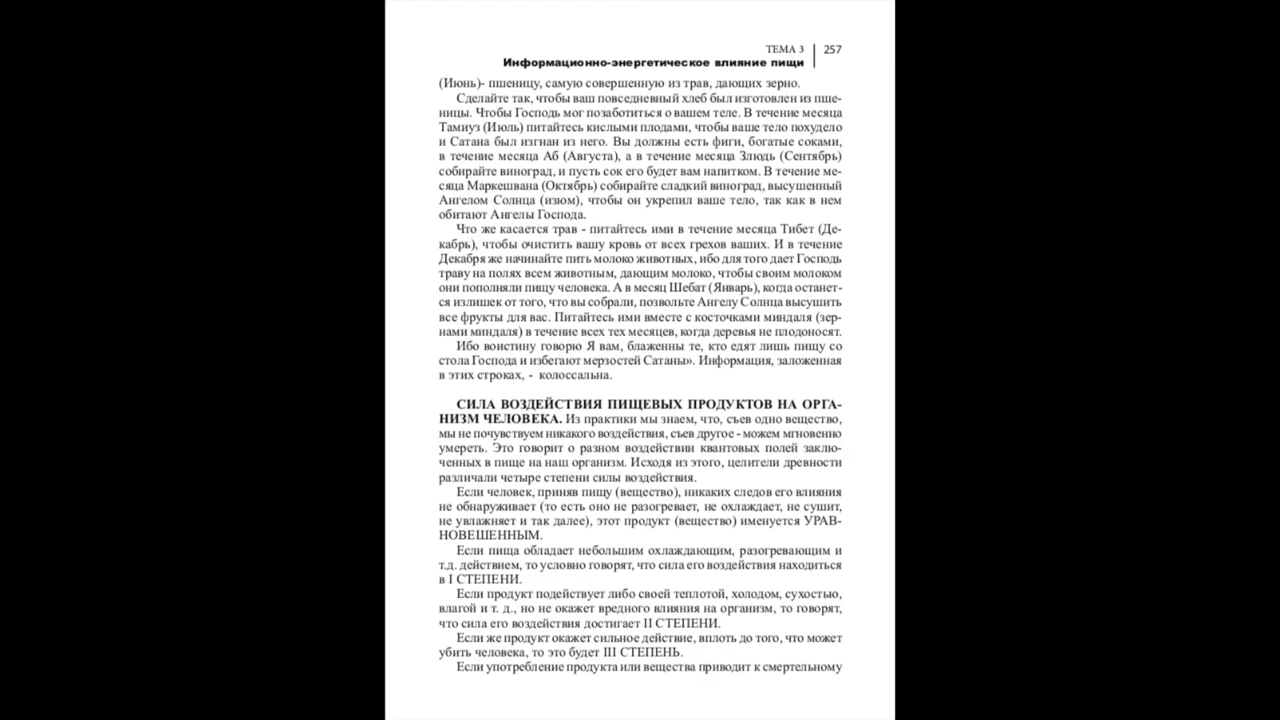 ТЕМА 3
257
Информационно-энергетическое влияние пищи
(Июнь)- пшеницу, самую совершенную из трав, дающих зерно.
Сделайте так, чтобы ваш повседневный хлеб был изготовлен из пше-
ницы. Чтобы Господь мог позаботиться о вашем теле. В течение месяца
Тамиуз (Июль) питайтесь кислыми плодами, чтобы ваше тело похудело
и Сатана был изгнан из него. Вы должны есть фиги, богатые соками,
в течение месяца Аб (Августа), а в течение месяца Злюдь (Сентябрь)
собирайте виноград, и пусть сок его будет вам напитком. В течение ме-
сяца Маркешвана (Октябрь) собирайте сладкий виноград, высушенный
Ангелом Солнца (изюм), чтобы он укрепил ваше тело, так как в нем
обитают Ангелы Господа.
Что же касается трав - питайтесь ими в течение месяца Тибет (Де-
кабрь), чтобы очистить вашу кровь от всех грехов ваших. И в течение
Декабря же начинайте пить молоко животных, ибо для того дает Господь
траву на полях всем животным, дающим молоко, чтобы своим молоком
они пополняли пищу человека. А в месяц Шебат (Январь), когда останет-
ся излишек от того, что вы собрали, позвольте Ангелу Солнца высушить
все фрукты для вас. Питайтесь ими вместе с косточками миндаля (зер-
нами миндаля) в течение всех тех месяцев, когда деревья не плодоносят.
Ибо воистину говорю Я вам, блаженны те, кто едят лишь пищу со
стола Господа и избегают мерзостей Сатаны». Информация, заложенная
в этих строках, - колоссальна.
СИЛА ВОЗДЕЙСТВИЯ ПИЩЕВЫХ ПРОДУКТОВ НА ОРГА-
НИЗМ ЧЕЛОВЕКА. Из практики мы знаем, что, съев одно вещество,
мы не почувствуем никакого воздействия, съев другое - можем мгновенно
умереть. Это говорит о разном воздействии квантовых полей заклю-
ченных в пище на наш организм. Исходя из этого, целители древности
различали четыре степени силы воздействия.
Если человек, приняв пищу (вещество), никаких следов его влияния
не обнаруживает (то есть оно не разогревает, не охлаждает, не сушит,
не увлажняет и так далее), этот продукт (вещество) именуется УРАВ-
НОВЕШЕННЫМ.
Если пища обладает небольшим охлаждающим, разогревающим и
т.д. действием, то условно говорят, что сила его воздействия находиться
в I СТЕПЕНИ.
Если продукт подействует либо своей теплотой, холодом, сухостью,
влагой и т. д., но не окажет вредного влияния на организм, то говорят,
что сила его воздействия достигает II СТЕПЕНИ.
Если же продукт окажет сильное действие, вплоть до того, что может
убить человека, то это будет III СТЕПЕНЬ.
Если употребление продукта или вещества приводит к смертельному